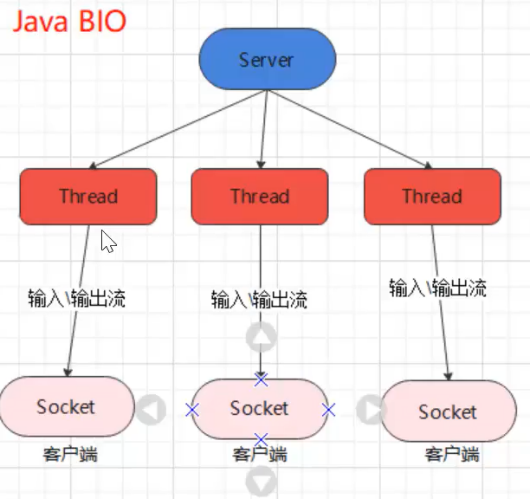 Java BIO
Server
Thread Thread Thread
输入\输出流 输入\输出流 输入\输出流
Socket Socket Socket
客户端 客户端 客户端